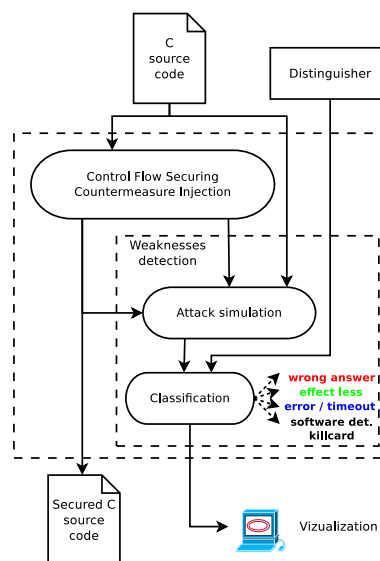 C
source
code
Distinguisher
Control Flow Securing
Countermeasure Injection
Weaknesses
detection
Attack simulation
Classification
wrong answer
effect less
error / timeout
software det.
killcard
Secured C
source
code
Vizualization